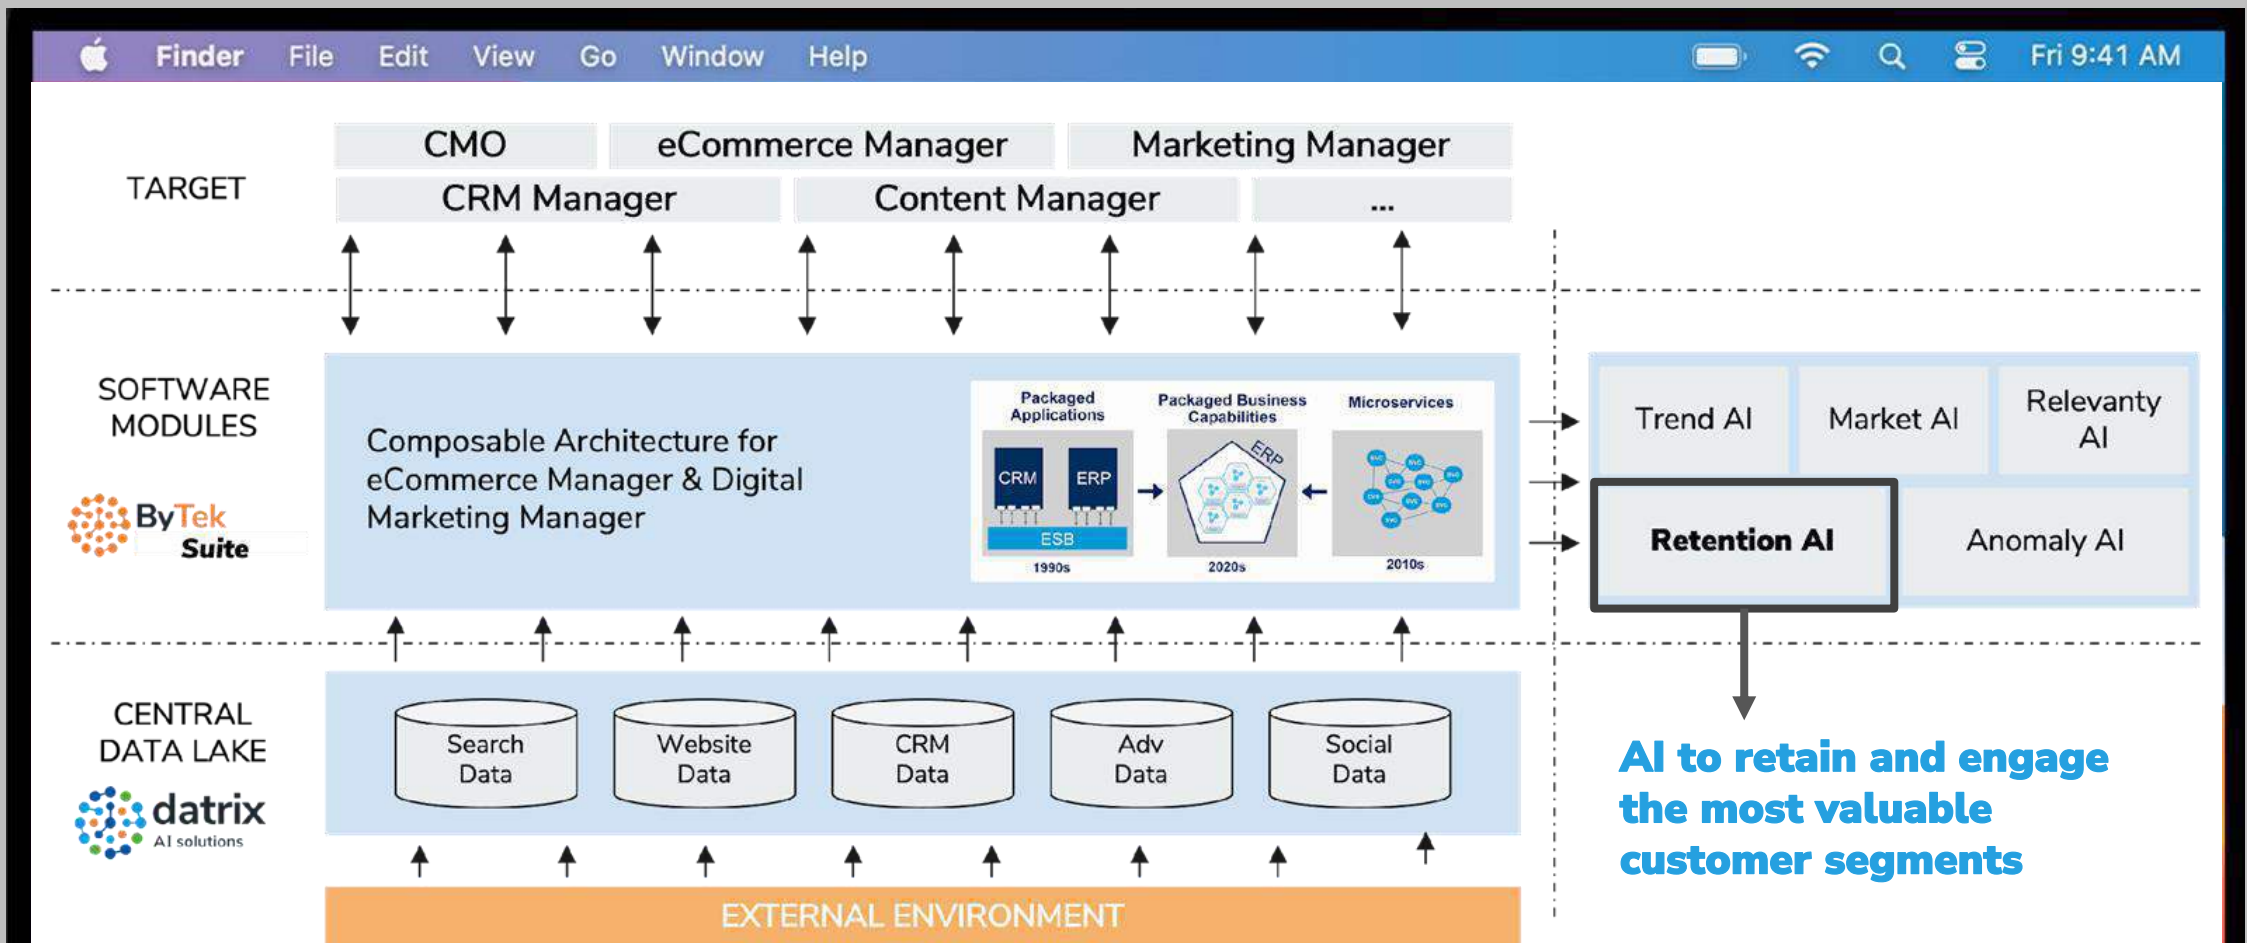 Finder File Edit View Go Window Help Fri 9:41 AM
CMO eCommerce Manager Marketing Manager
TARGET
CRM Manager Content Manager ...
SOFTWARE
MODULES
ByTek
Suite
Composable Architecture for
eCommerce Manager & Digital
Marketing Manager
Packaged
Applications
CRM ERP
ESB
1990s
Packaged Business
Capabilities
ERP
2020s
Microservices
2010s
Trend AI
Market AI
Relevanty
AI
Retention AI
Anomaly AI
CENTRAL
DATA LAKE
datrix
AI solutions
Search
Data
Website
Data
CRM
Data
Adv
Data
Social
Data
AI to retain and engage
the most valuable
customer segments
EXTERNAL ENVIRONMENT